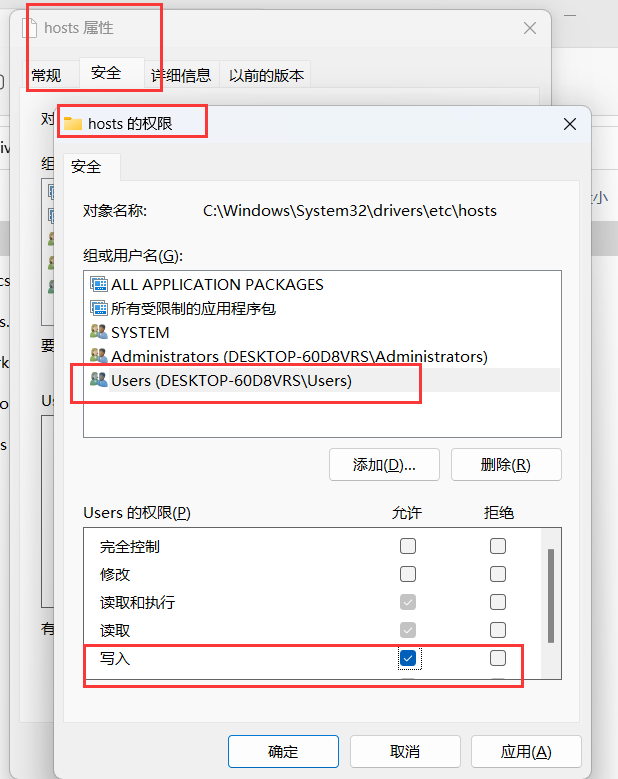 hosts 属性
常规 安全 详细信息 以前的版本
hosts 的权限
安全
对象名称: C:\Windows\System32\drivers\etc\hosts
组或用户名(G):
ALL APPLICATION PACKAGES
所有受限制的应用程序包
SYSTEM
Administrators (DESKTOP-60D8VRS\Administrators)
Users (DESKTOP-60D8VRS\Users)
添加(D)... 删除(R)
Users 的权限(P) 允许 拒绝
完全控制
修改
读取和执行
读取
写入
确定 取消 应用(A)